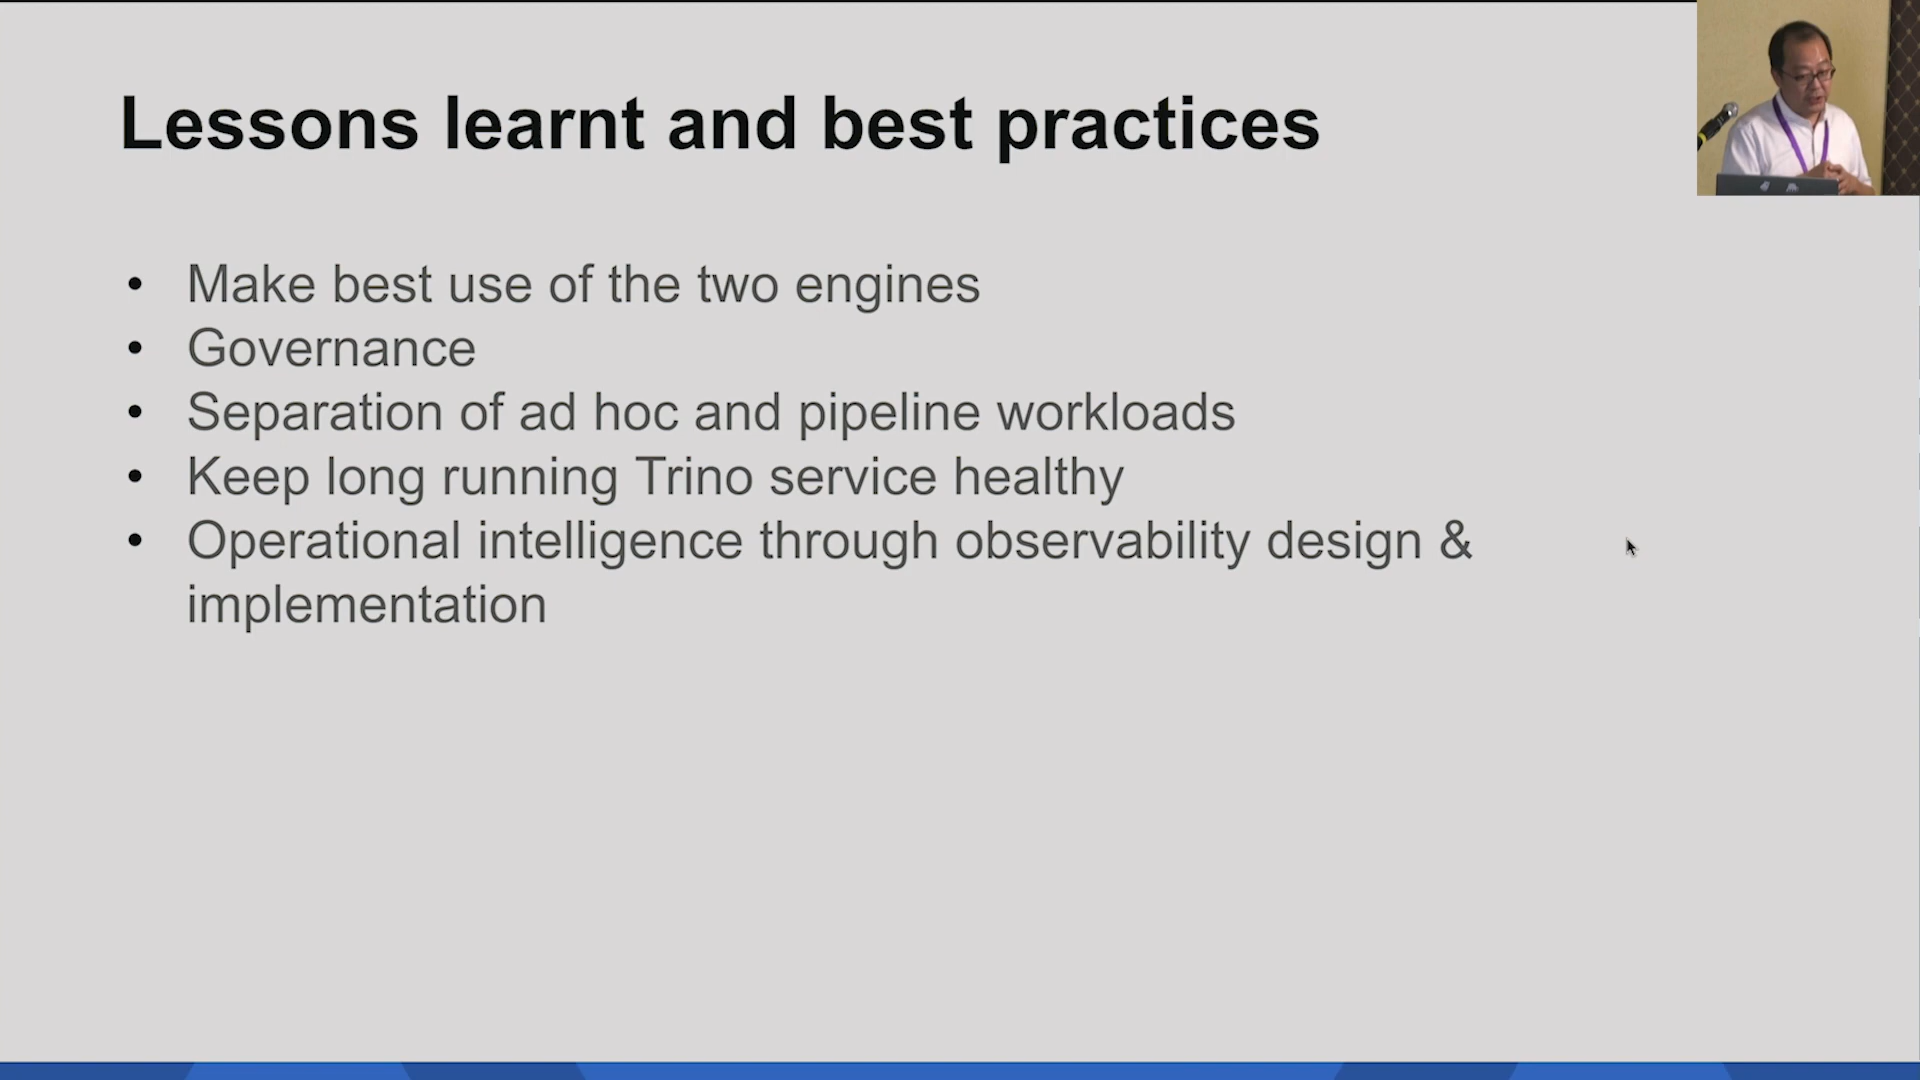 Lessons learnt and best practices
• Make best use of the two engines
• Governance
• Separation of ad hoc and pipeline workloads
• Keep long running Trino service healthy
• Operational intelligence through observability design &
implementation